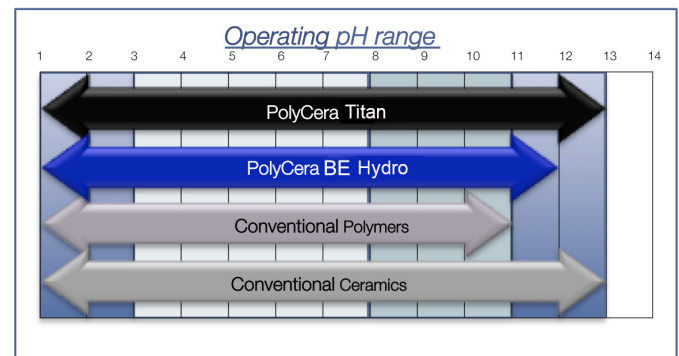 Operating pH range
1 2 3 4 5 6 7 8 9 10 11 12 13 14
PolyCera Titan
PolyCera BE Hydro
Conventional Polymers
Conventional Ceramics